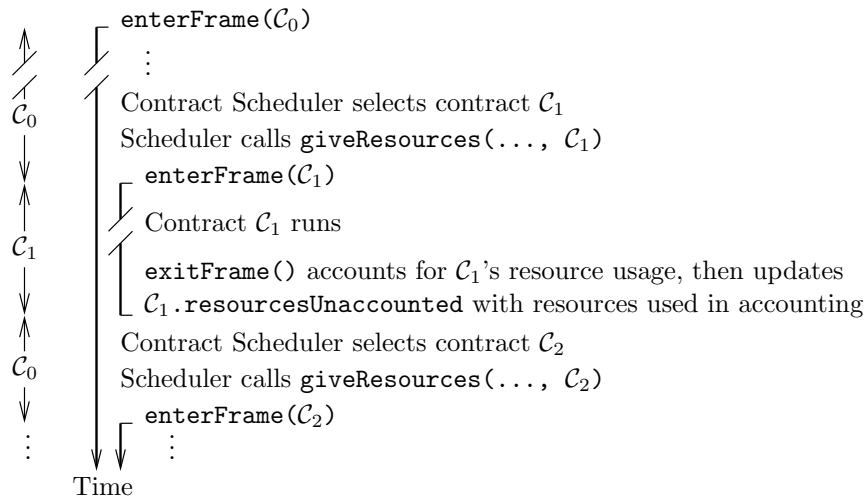 enterFrame(𝒞₀)
⋮
Contract Scheduler selects contract 𝒞₁
𝒞₀
Scheduler calls giveResources(..., 𝒞₁)
enterFrame(𝒞₁)
Contract 𝒞₁ runs
𝒞₁
exitFrame() accounts for 𝒞₁'s resource usage, then updates
𝒞₁.resourcesUnaccounted with resources used in accounting
Contract Scheduler selects contract 𝒞₂
𝒞₀
Scheduler calls giveResources(..., 𝒞₂)
enterFrame(𝒞₂)
⋮ ⋮
Time